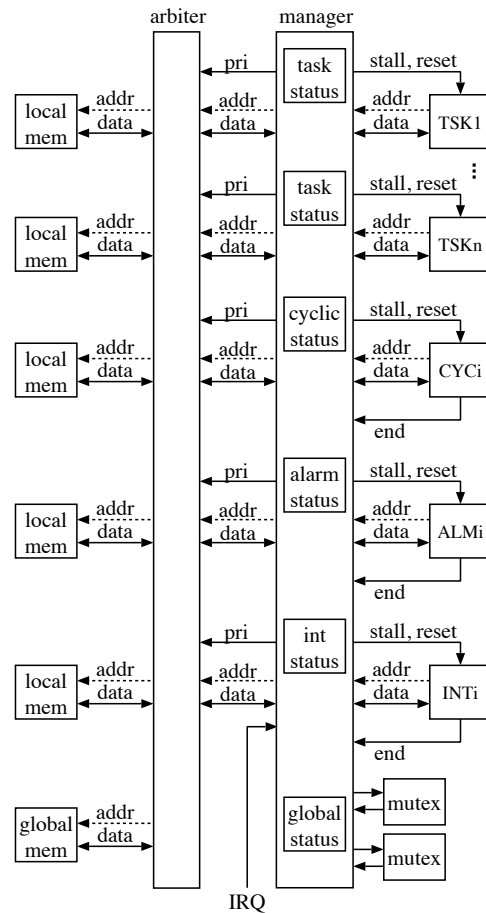 arbiter manager
pri task status stall, reset
local mem addr data addr data addr data TSK1
...
pri task status stall, reset
local mem addr data addr data addr data TSKn
pri cyclic status stall, reset
local mem addr data addr data addr data CYCi
end
pri alarm status stall, reset
local mem addr data addr data addr data ALMi
end
pri int status stall, reset
local mem addr data addr data addr data INTi
end
global mem addr data global status mutex
mutex
IRQ